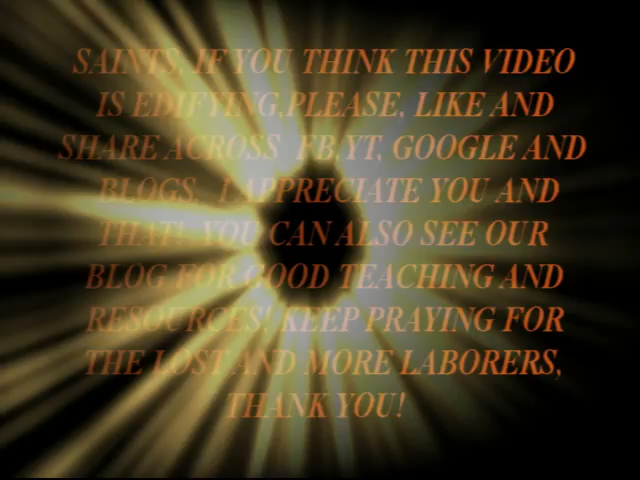 SAINTS, IF YOU THINK THIS VIDEO
IS EDIFYING,PLEASE, LIKE AND
SHARE ACROSS FB,YT, GOOGLE AND
BLOGS. I APPRECIATE YOU AND
THAT! YOU CAN ALSO SEE OUR
BLOG FOR GOOD TEACHING AND
RESOURCES! KEEP PRAYING FOR
THE LOST AND MORE LABORERS,
THANK YOU!